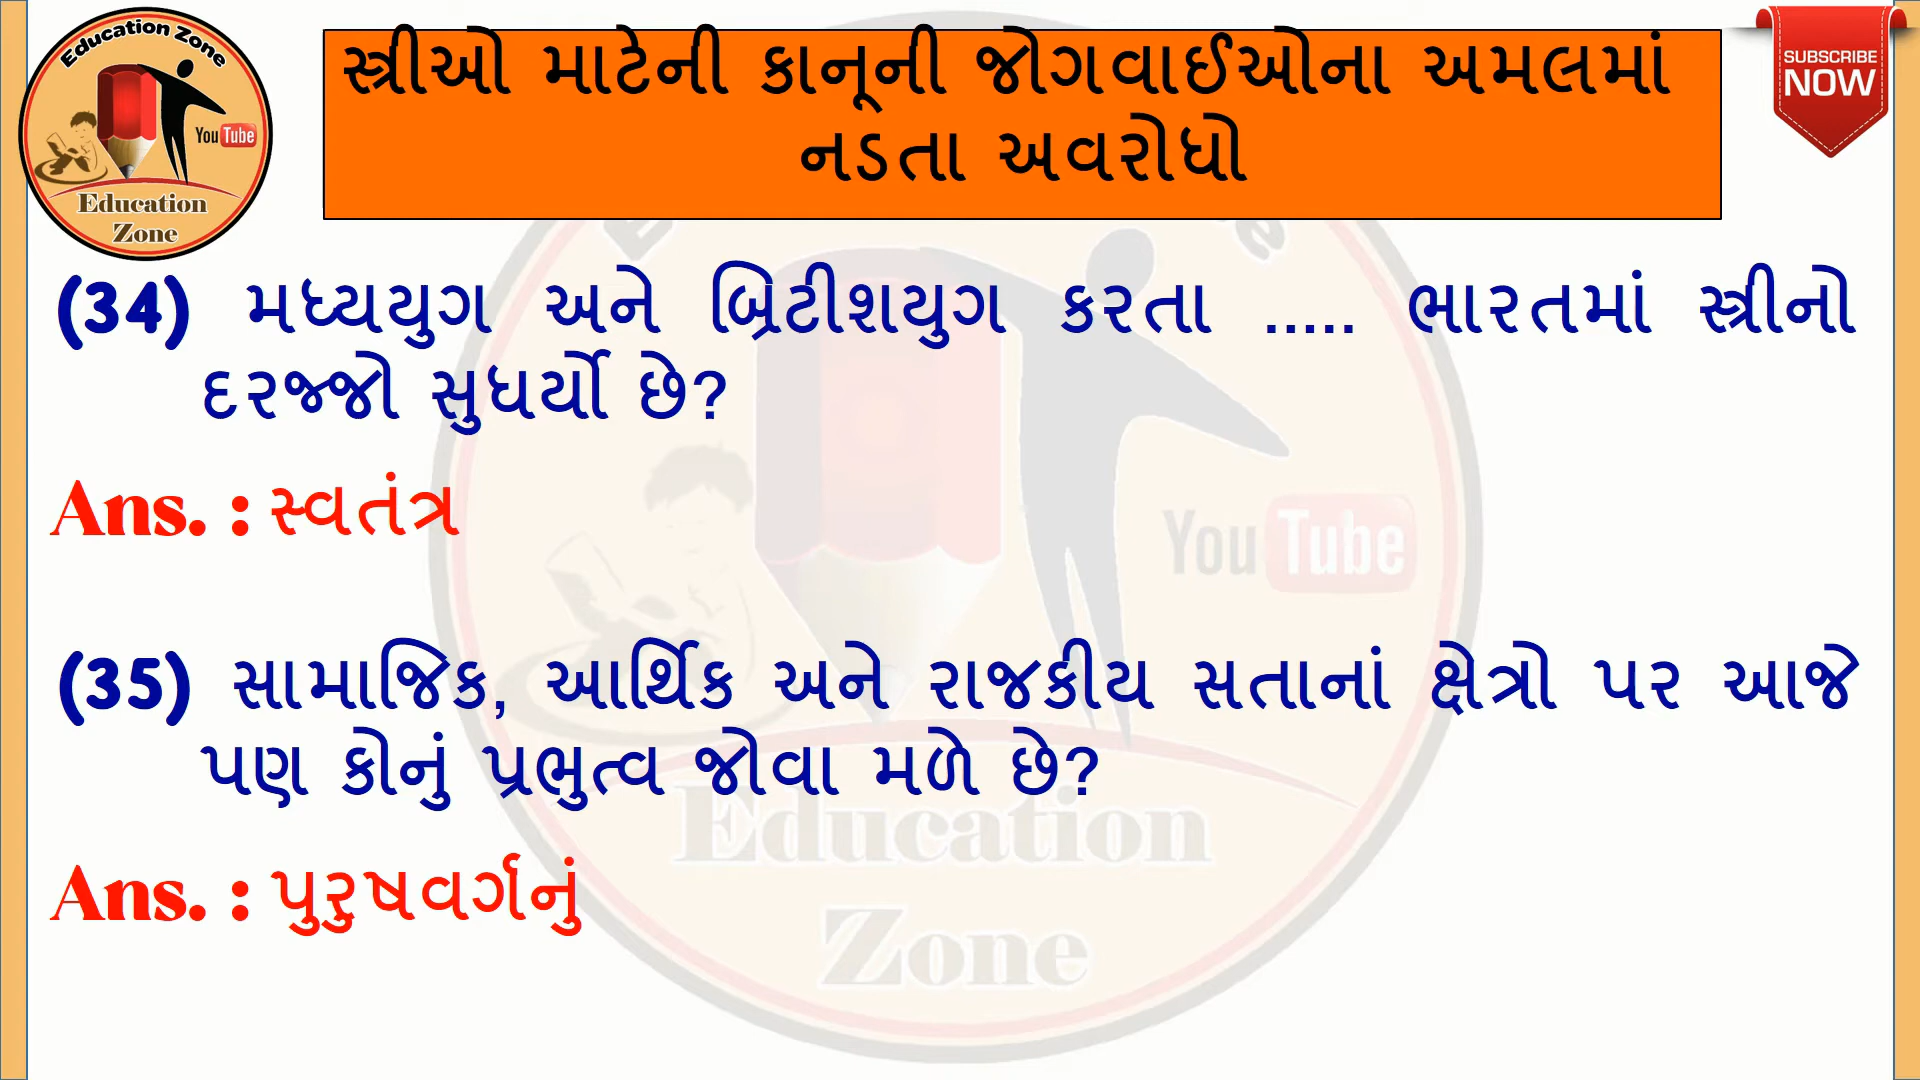 Education Zone
You Tube
Education
Zone
સ્ત્રીઓ માટેની કાનૂની જોગવાઈઓના અમલમાં
નડતા અવરોધો
SUBSCRIBE
NOW
(34) મધ્યયુગ અને બ્રિટીશયુગ કરતા ..... ભારતમાં સ્ત્રીનો
દરજ્જો સુધર્યો છે?
Ans. : સ્વતંત્ર
You Tube
(35) સામાજિક, આર્થિક અને રાજકીય સતાનાં ક્ષેત્રો પર આજે
પણ કોનું પ્રભુત્વ જોવા મળે છે?
Education
Ans. : પુરુષવર્ગનું
Zone